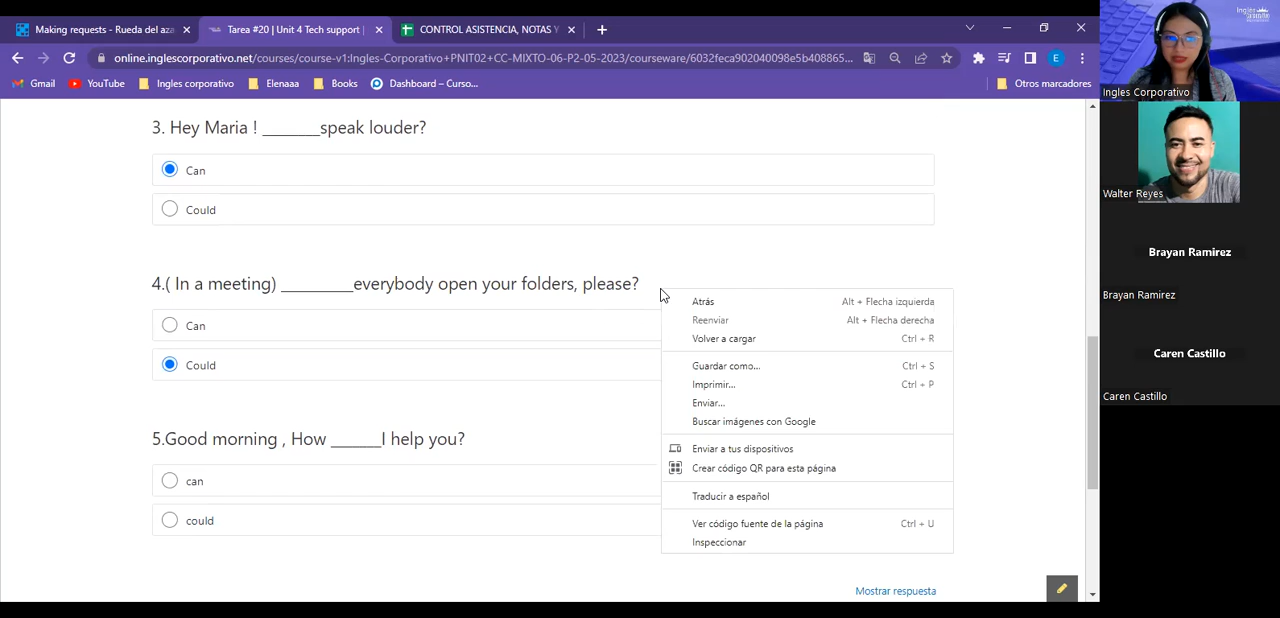 Making requests - Rueda del aza
Tarea #20 | Unit 4 Tech support |
CONTROL ASISTENCIA, NOTAS Y
online.inglescorporativo.net/courses/course-v1:Ingles-Corporativo+PNIT02+CC-MIXTO-06-P2-05-2023/courseware/6032feca902040098e5b408865...
E
Gmail
YouTube
Ingles corporativo
Elenaaa
Books
Dashboard – Curso...
Otros marcadores
3. Hey Maria ! _______speak louder?
Can
Could
4.( In a meeting) _________everybody open your folders, please?
Can
Could
5.Good morning , How ______I help you?
can
could
Mostrar respuesta
Atrás Alt + Flecha izquierda
Reenviar Alt + Flecha derecha
Volver a cargar Ctrl + R
Guardar como... Ctrl + S
Imprimir... Ctrl + P
Enviar...
Buscar imágenes con Google
Enviar a tus dispositivos
Crear código QR para esta página
Traducir a español
Ver código fuente de la página Ctrl + U
Inspeccionar
Ingles Corporativo
Walter Reyes
Brayan Ramirez
Brayan Ramirez
Caren Castillo
Caren Castillo